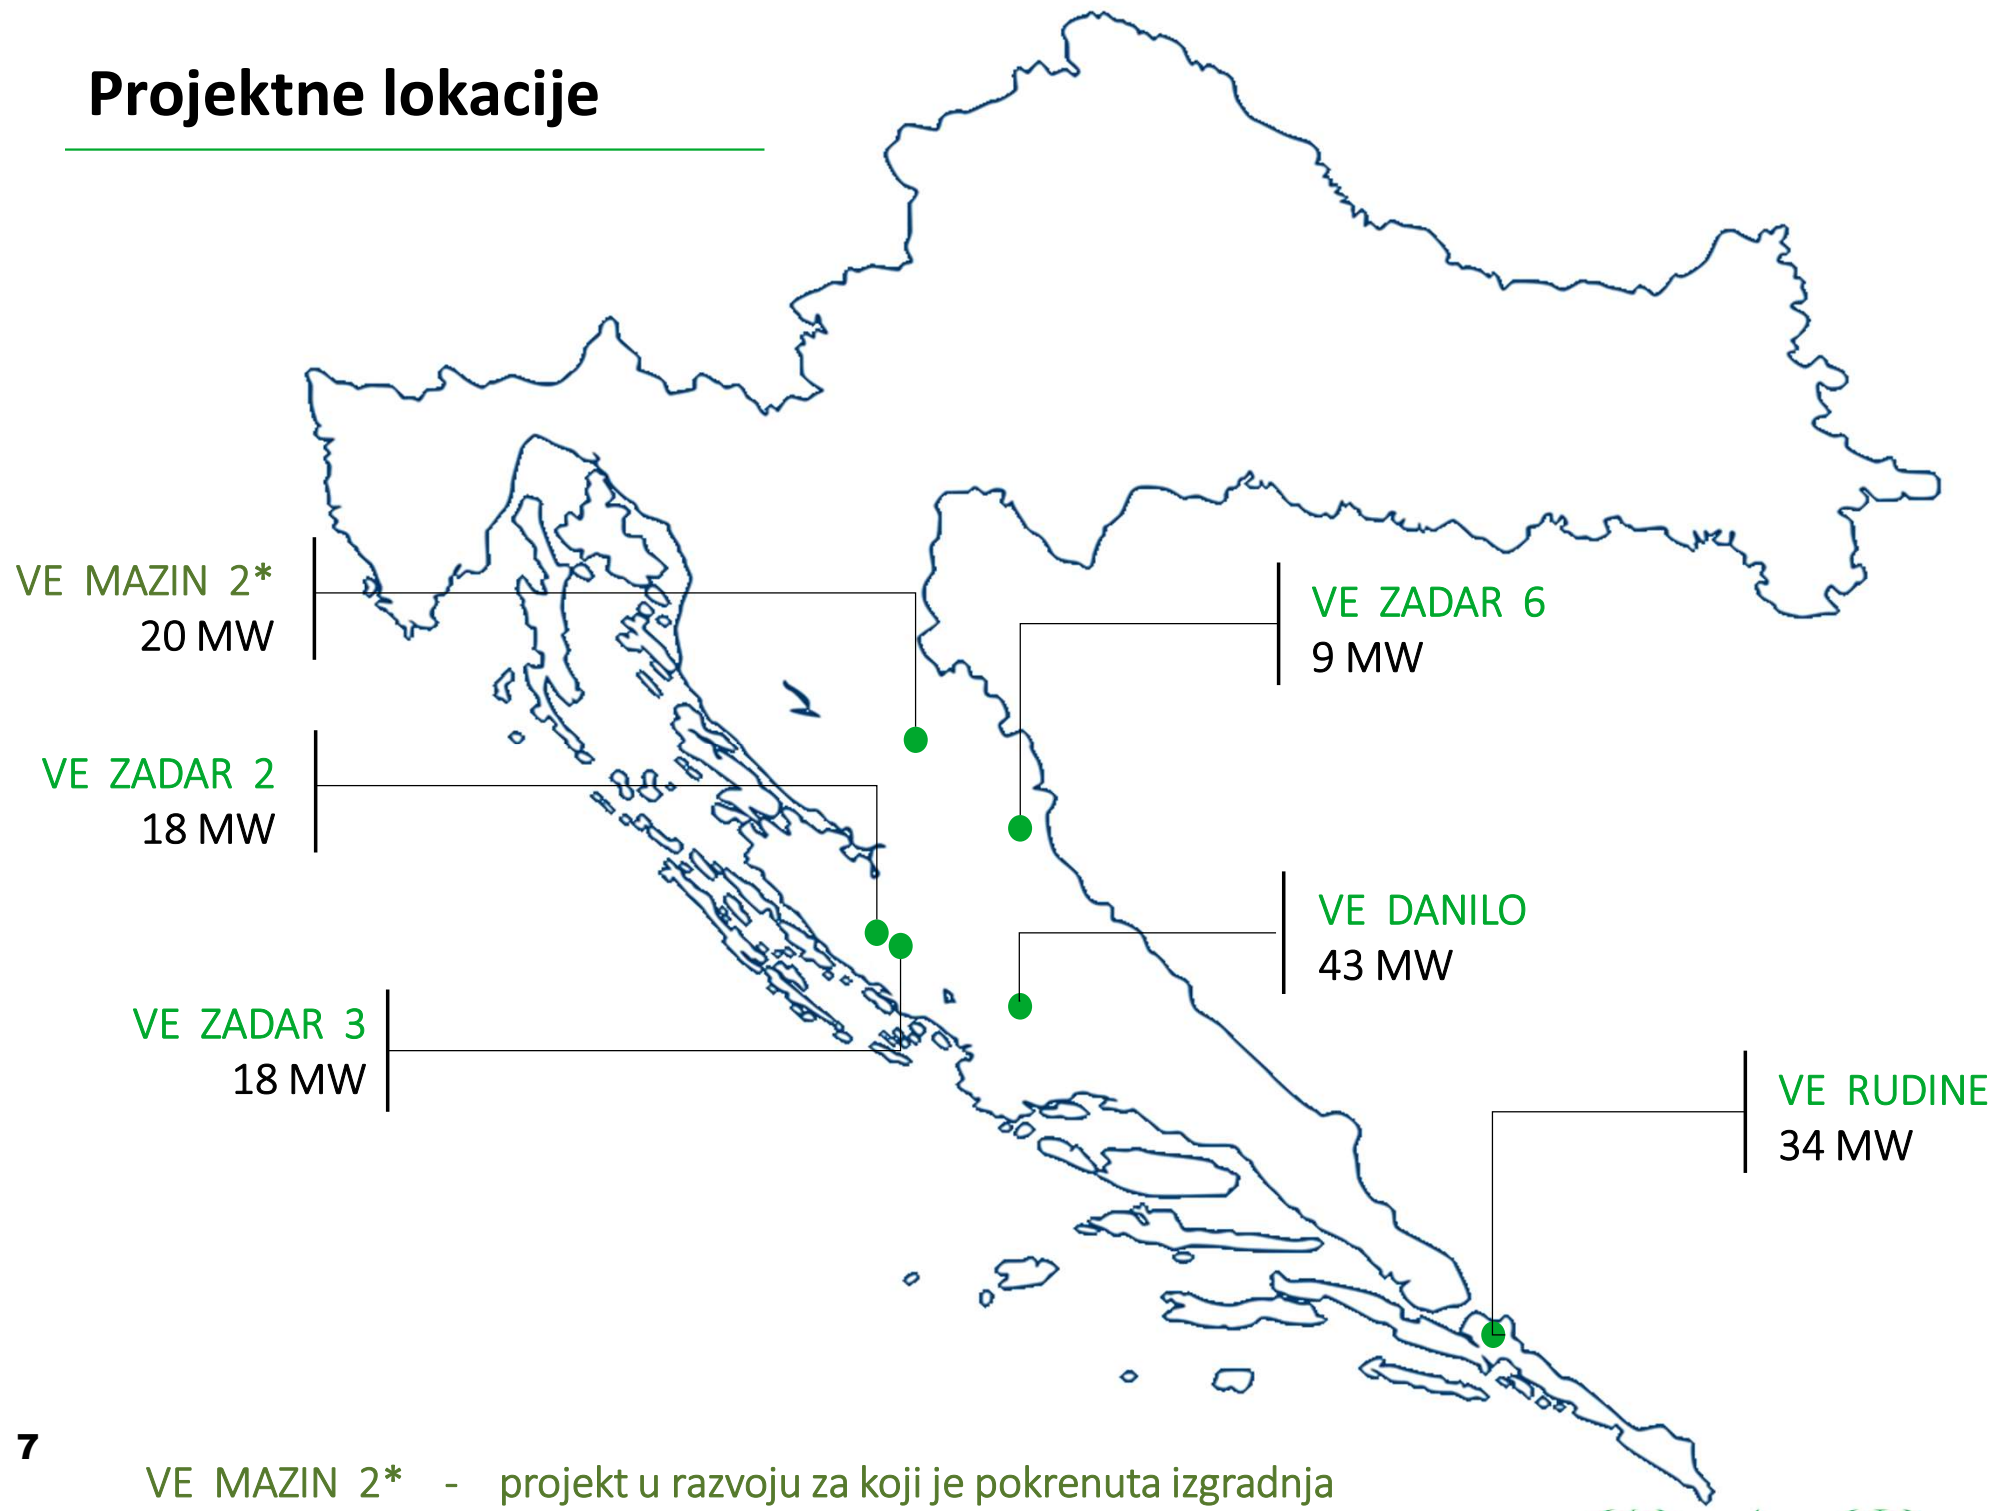 Projektne lokacije
VE MAZIN 2*
20 MW
VE ZADAR 6
9 MW
VE ZADAR 2
18 MW
VE DANILO
43 MW
VE ZADAR 3
18 MW
VE RUDINE
34 MW
7
VE MAZIN 2* - projekt u razvoju za koji je pokrenuta izgradnja